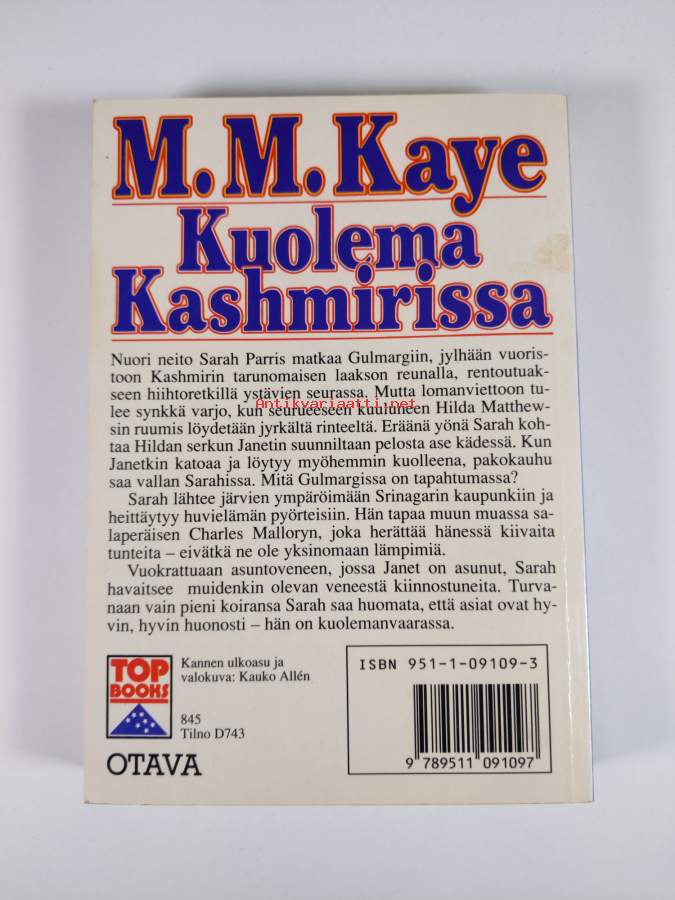 M.M.Kaye
Kuolema
Kashmirissa
Nuori neito Sarah Parris matkaa Gulmargiin, jylhään vuoris-
toon Kashmirin tarunomaisen laakson reunalla, rentoutuak-
seen hiihtoretkillä ystävien seurassa. Mutta lomanviettoon tu-
lee synkkä varjo, kun seurueeseen kuuluneen Hilda Matthew-
Antikvariaatti.net
sin ruumis löydetään jyrkältä rinteeltä. Eräänä yönä Sarah koh-
taa Hildan serkun Janetin suunniltaan pelosta ase kädessä. Kun
Janetkin katoaa ja löytyy myöhemmin kuolleena, pakokauhu
saa vallan Sarahissa. Mitä Gulmargissa on tapahtumassa?
Sarah lähtee järvien ympäröimään Srinagarin kaupunkiin ja
heittäytyy huvielämän pyörteisiin. Hän tapaa muun muassa sa-
laperäisen Charles Malloryn, joka herättää hänessä kiivaita
tunteita – eivätkä ne ole yksinomaan lämpimiä.
Vuokrattuaan asuntoveneen, jossa Janet on asunut, Sarah
havaitsee muidenkin olevan veneestä kiinnostuneita. Turva-
naan vain pieni koiransa Sarah saa huomata, että asiat ovat hy-
vin, hyvin huonosti – hän on kuolemanvaarassa.
TOP
BOOKS
Kannen ulkoasu ja
valokuva: Kauko Allén
845
Tilno D743
OTAVA
ISBN 951-1-09109-3
9 789511 091097